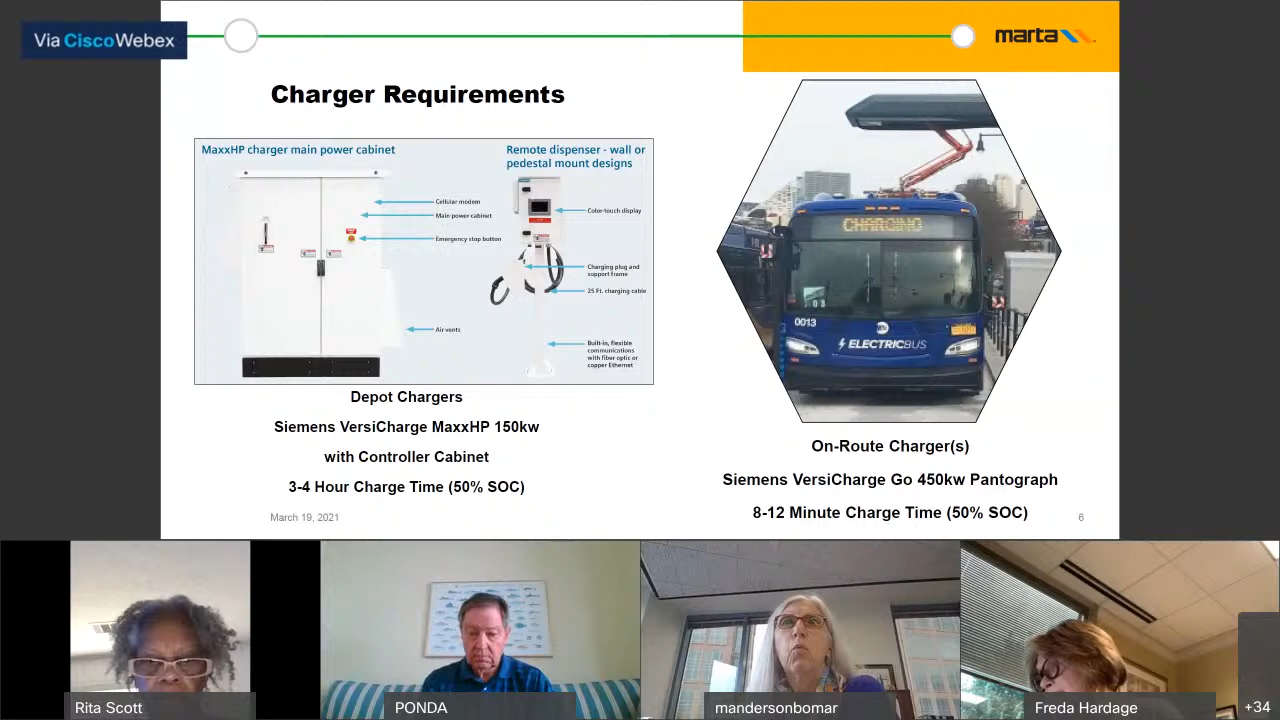 Via Cisco Webex
marta
Charger Requirements
MaxxHP charger main power cabinet
Remote dispenser - wall or
pedestal mount designs
Cellular modem
Main power cabinet
Emergency stop button
Air vents
Color-touch display
Charging plug and
support frame
25 Ft. charging cable
Built-in, flexible
communications
with fiber optic or
copper Ethernet
CHARGING
0013
ELECTRICBUS
Depot Chargers
Siemens VersiCharge MaxxHP 150kw
with Controller Cabinet
3-4 Hour Charge Time (50% SOC)
On-Route Charger(s)
Siemens VersiCharge Go 450kw Pantograph
8-12 Minute Charge Time (50% SOC)
March 19, 2021
6
Rita Scott
PONDA
mandersonbomar
Freda Hardage
+34